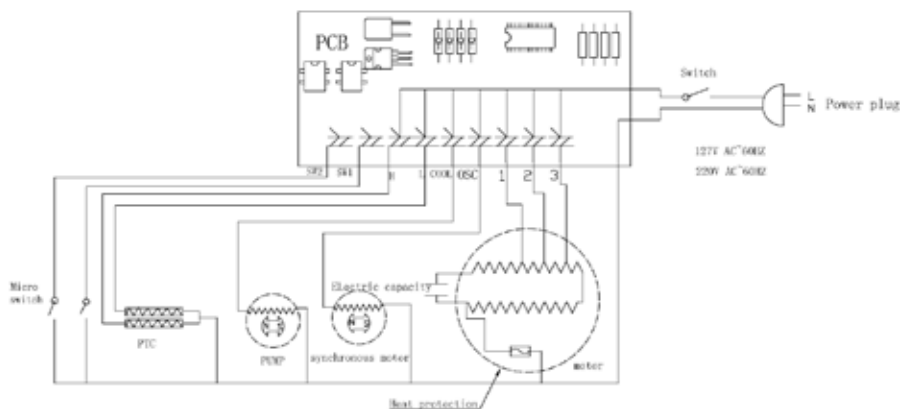 PCB
Switch
L
N
Power plug
127V AC~60HZ
220V AC~60HZ
SW2 SW1 H L COOL OSC 1 2 3
Micro
switch
Electric capacity
PTC
PUMP
synchronous motor
motor
Heat protection